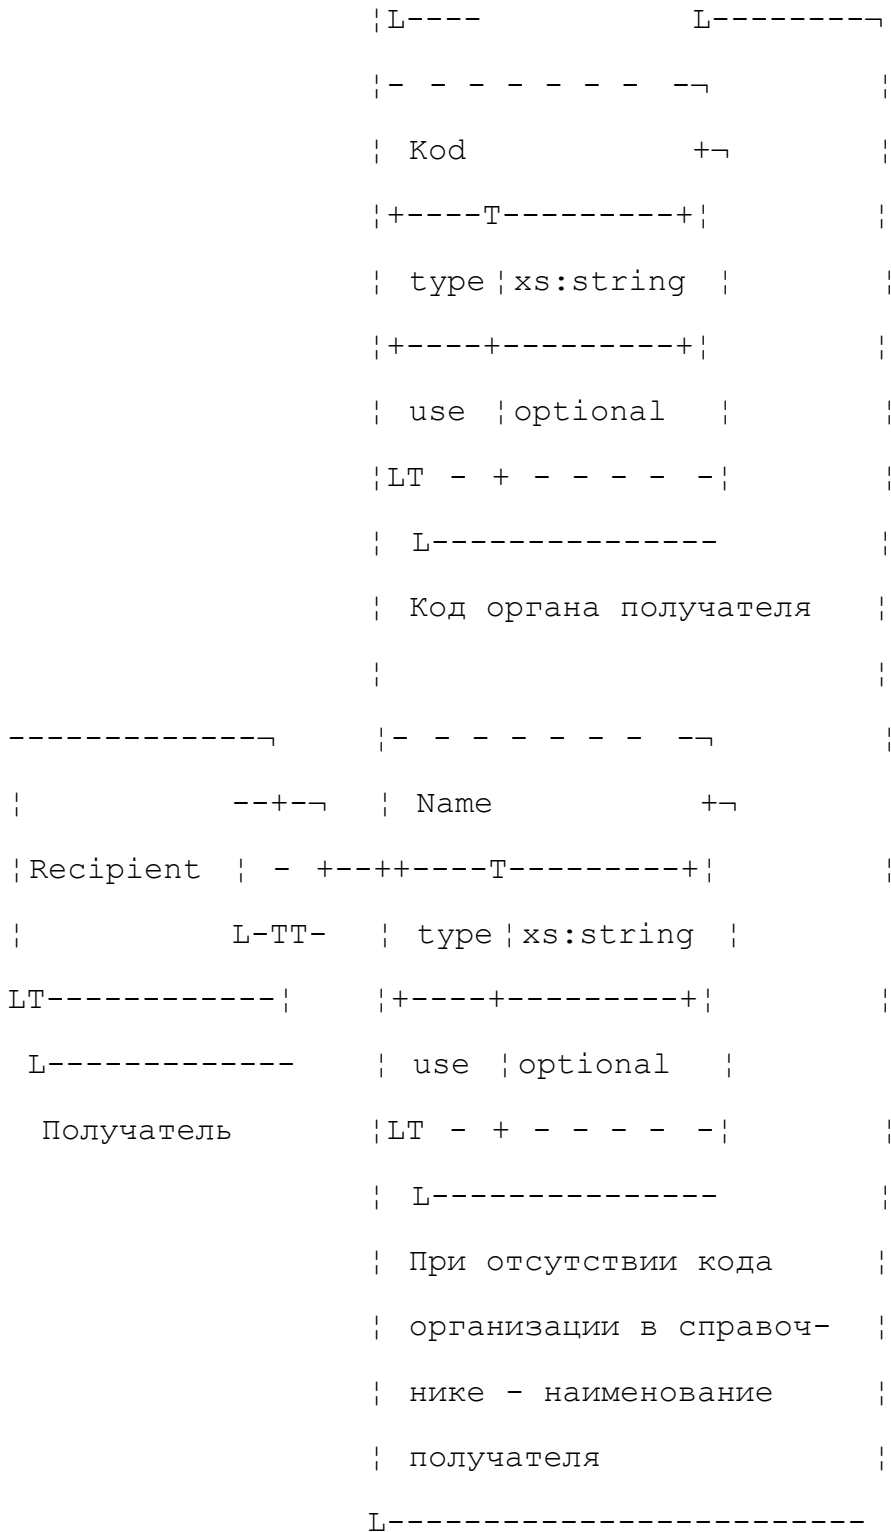 ¦L----           L--------¬
¦- - - - - - - -¬         ¦
¦ Kod            +¬        ¦
¦+----T---------+¦         ¦
¦ type¦xs:string ¦         ¦
¦+----+---------+¦         ¦
¦ use ¦optional  ¦         ¦
¦LT - + - - - - -¦         ¦
¦ L---------------         ¦
¦ Код органа получателя    ¦
¦                          ¦
-------------¬     ¦- - - - - - - -¬         ¦
¦           --+-¬  ¦ Name           +¬
¦Recipient  ¦ - +--++----T---------+¦         ¦
¦           L-TT-  ¦ type¦xs:string ¦
LT------------¦    ¦+----+---------+¦         ¦
L-------------    ¦ use ¦optional  ¦
Получатель       ¦LT - + - - - - -¦         ¦
¦ L---------------         ¦
¦ При отсутствии кода      ¦
¦ организации в справоч-   ¦
¦ нике - наименование      ¦
¦ получателя               ¦
L-------------------------